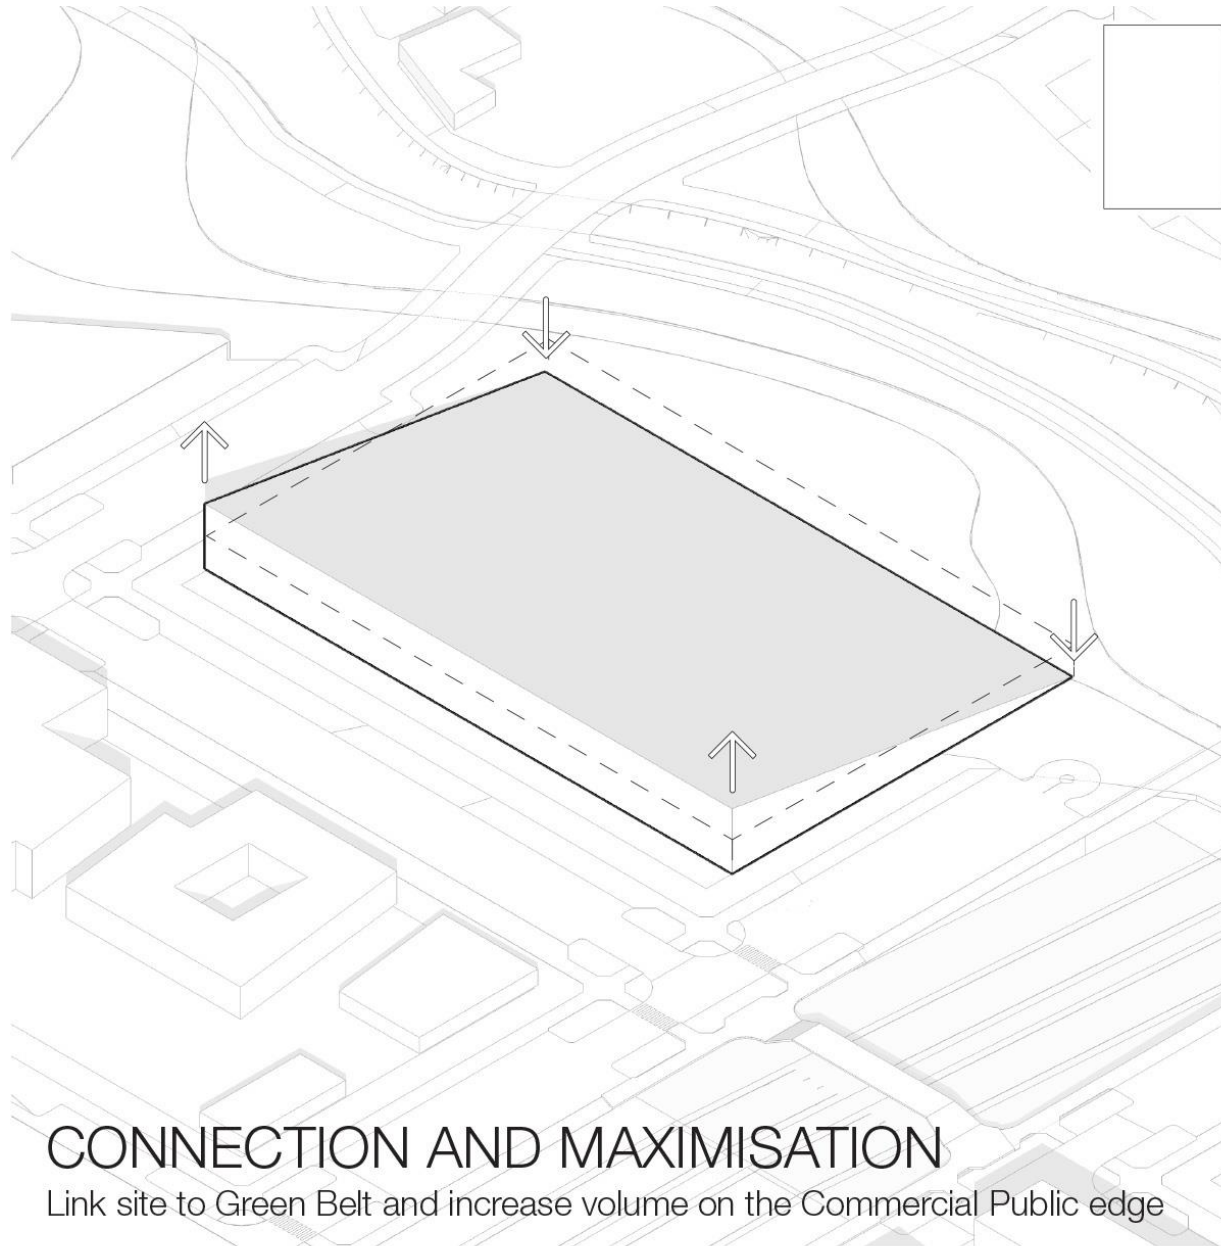 CONNECTION AND MAXIMISATION
Link site to Green Belt and increase volume on the Commercial Public edge